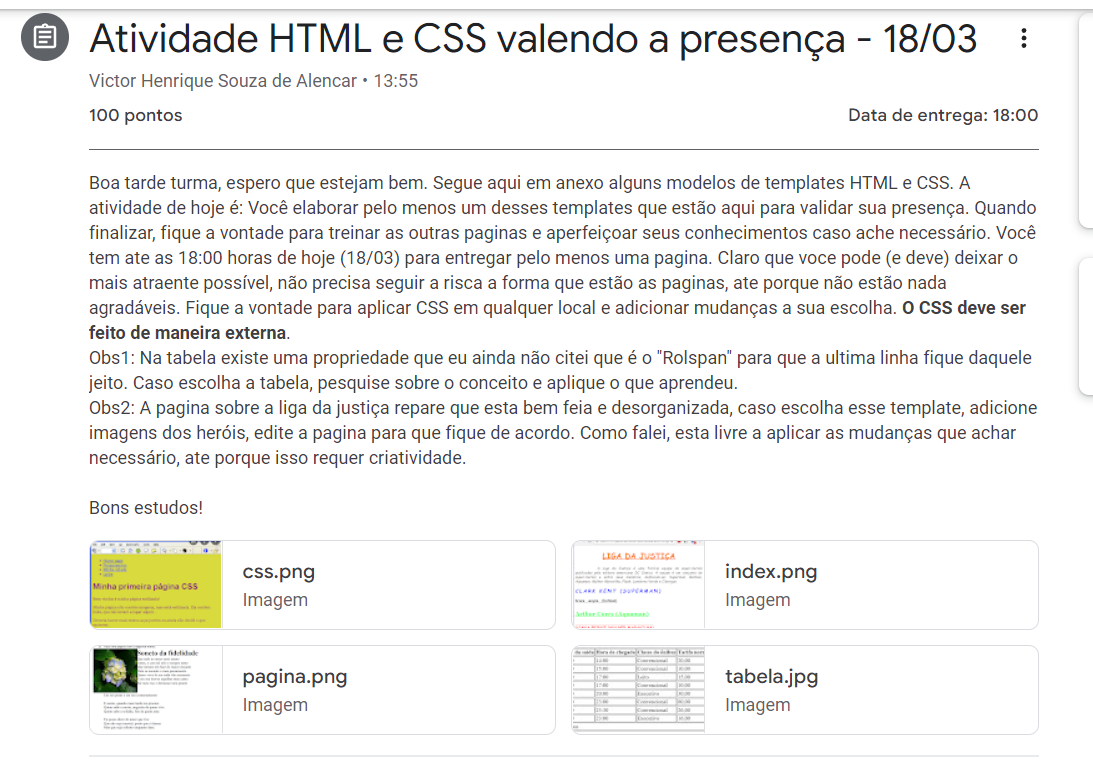 Atividade HTML e CSS valendo a presença - 18/03
Victor Henrique Souza de Alencar • 13:55
100 pontos
Data de entrega: 18:00
Boa tarde turma, espero que estejam bem. Segue aqui em anexo alguns modelos de templates HTML e CSS. A
atividade de hoje é: Você elaborar pelo menos um desses templates que estão aqui para validar sua presença. Quando
finalizar, fique a vontade para treinar as outras paginas e aperfeiçoar seus conhecimentos caso ache necessário. Você
tem ate as 18:00 horas de hoje (18/03) para entregar pelo menos uma pagina. Claro que voce pode (e deve) deixar o
mais atraente possível, não precisa seguir a risca a forma que estão as paginas, ate porque não estão nada
agradáveis. Fique a vontade para aplicar CSS em qualquer local e adicionar mudanças a sua escolha. O CSS deve ser
feito de maneira externa.
Obs1: Na tabela existe uma propriedade que eu ainda não citei que é o "Rolspan" para que a ultima linha fique daquele
jeito. Caso escolha a tabela, pesquise sobre o conceito e aplique o que aprendeu.
Obs2: A pagina sobre a liga da justiça repare que esta bem feia e desorganizada, caso escolha esse template, adicione
imagens dos heróis, edite a pagina para que fique de acordo. Como falei, esta livre a aplicar as mudanças que achar
necessário, ate porque isso requer criatividade.
Bons estudos!
Minha primeira página CSS
css.png
Imagem
LIGA DA JUSTIÇA
CLARK KENT (SUPERMAN)
index.png
Imagem
Soneto da fidelidade
pagina.png
Imagem
tabela.jpg
Imagem